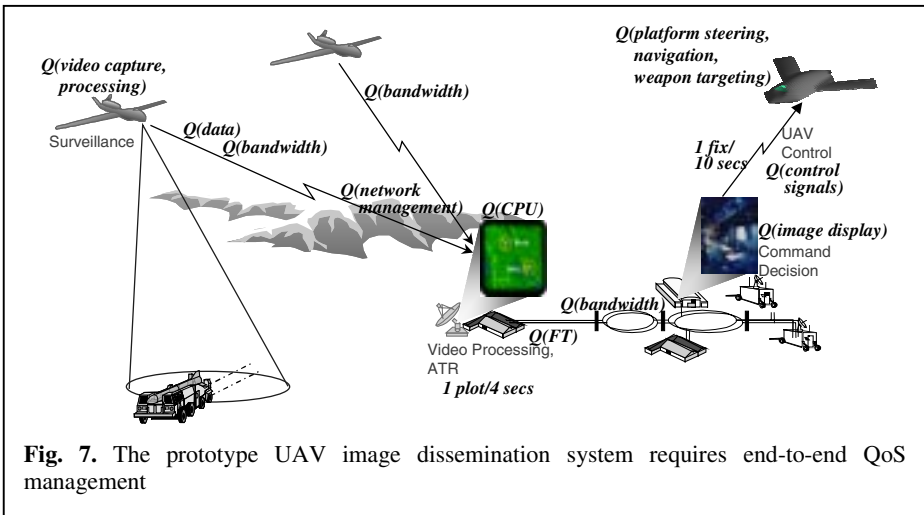 Q(video capture,
processing)
Surveillance
Q(data)
Q(bandwidth)
Q(bandwidth)
Q(network
management)
Q(CPU)
Video Processing,
ATR
1 plot/4 secs
Q(FT)
Q(bandwidth)
Q(platform steering,
navigation,
weapon targeting)
1 fix/
10 secs
UAV
Control
Q(control
signals)
Q(image display)
Command
Decision
Fig. 7. The prototype UAV image dissemination system requires end-to-end QoS
management